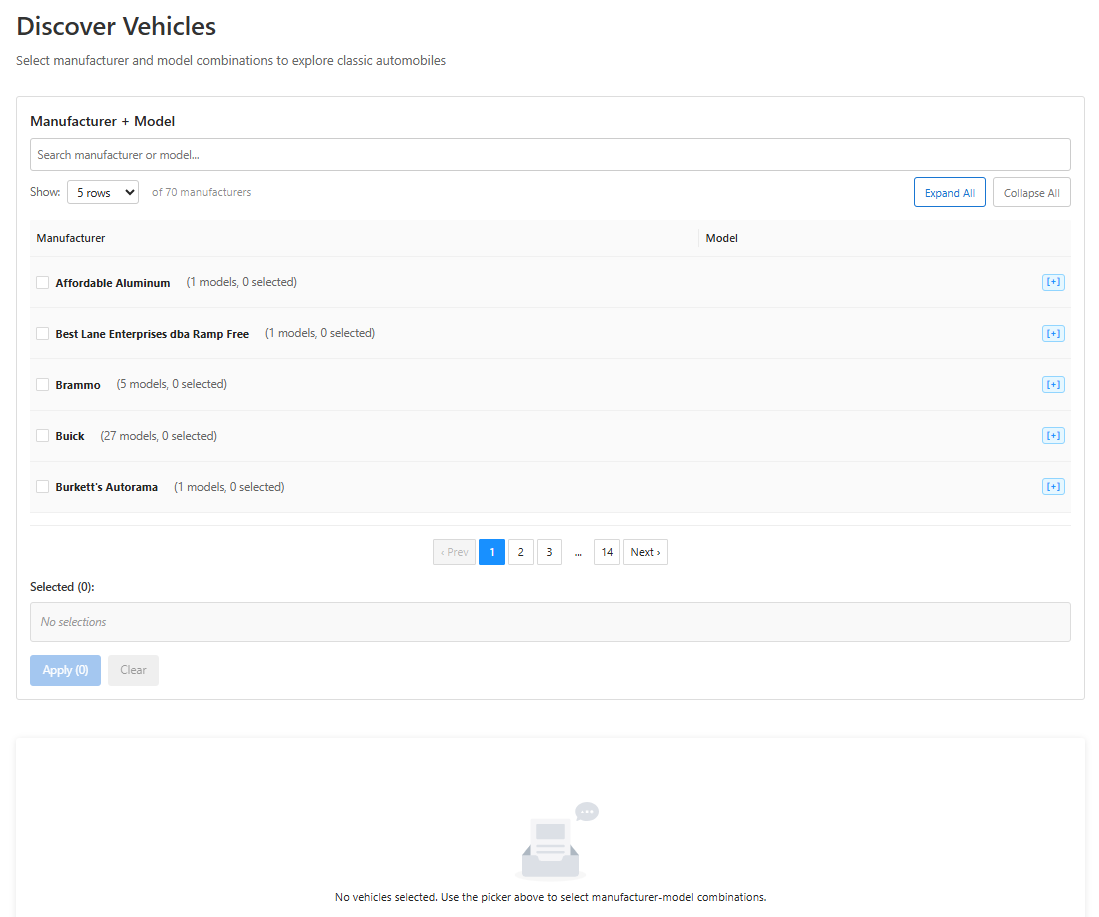 Discover Vehicles
Select manufacturer and model combinations to explore classic automobiles
Manufacturer + Model
Search manufacturer or model...
Show: 5 rows of 70 manufacturers Expand All Collapse All
Manufacturer Model
Affordable Aluminum (1 models, 0 selected) [+]
Best Lane Enterprises dba Ramp Free (1 models, 0 selected) [+]
Brammo (5 models, 0 selected) [+]
Buick (27 models, 0 selected) [+]
Burkett's Autorama (1 models, 0 selected) [+]
‹ Prev 1 2 3 ... 14 Next ›
Selected (0):
No selections
Apply (0) Clear
No vehicles selected. Use the picker above to select manufacturer-model combinations.